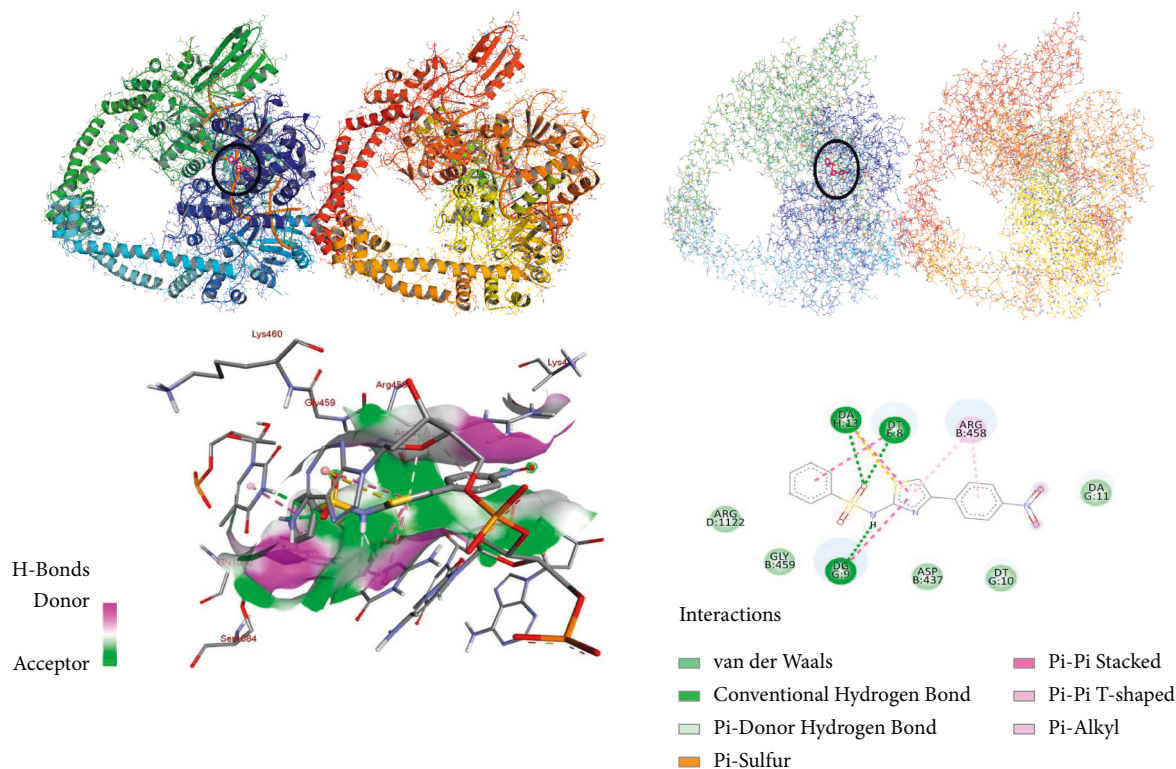 Lys460
Gly459
Arg458
H-Bonds
Donor
Acceptor
DA
H:13
DT
E:8
ARG
B:458
DA
G:11
ARG
D:1122
GLY
B:459
DG
G:9
ASP
B:437
DT
G:10
H
Interactions
van der Waals
Conventional Hydrogen Bond
Pi-Donor Hydrogen Bond
Pi-Sulfur
Pi-Pi Stacked
Pi-Pi T-shaped
Pi-Alkyl